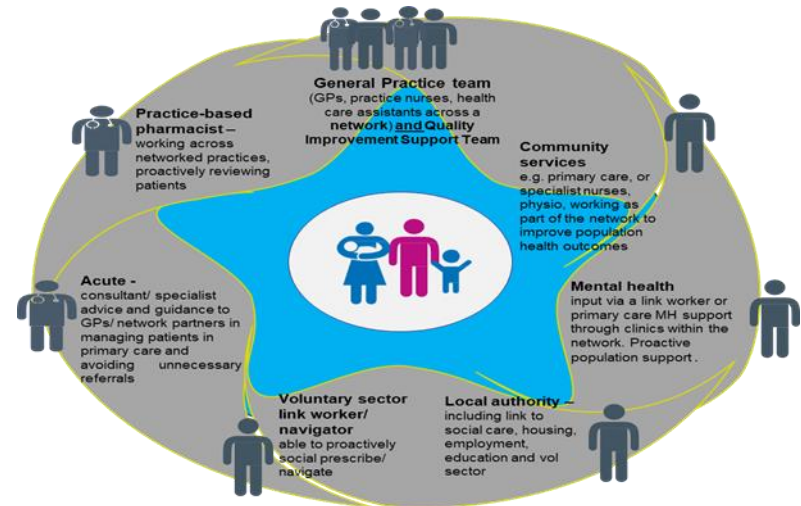 General Practice team
(GPs, practice nurses, health
care assistants across a
network) and Quality
Improvement Support Team
Practice-based
pharmacist –
working across
networked practices,
proactively reviewing
patients
Community
services
e.g. primary care, or
specialist nurses,
physio, working as
part of the network to
improve population
health outcomes
Acute -
consultant/ specialist
advice and guidance to
GPs/ network partners in
managing patients in
primary care and
avoiding unnecessary
referrals
Mental health
input via a link worker or
primary care MH support
through clinics within the
network. Proactive
population support .
Voluntary sector
link worker/
navigator
able to proactively
social prescribe/
navigate
Local authority –
including link to
social care, housing,
employment,
education and vol
sector